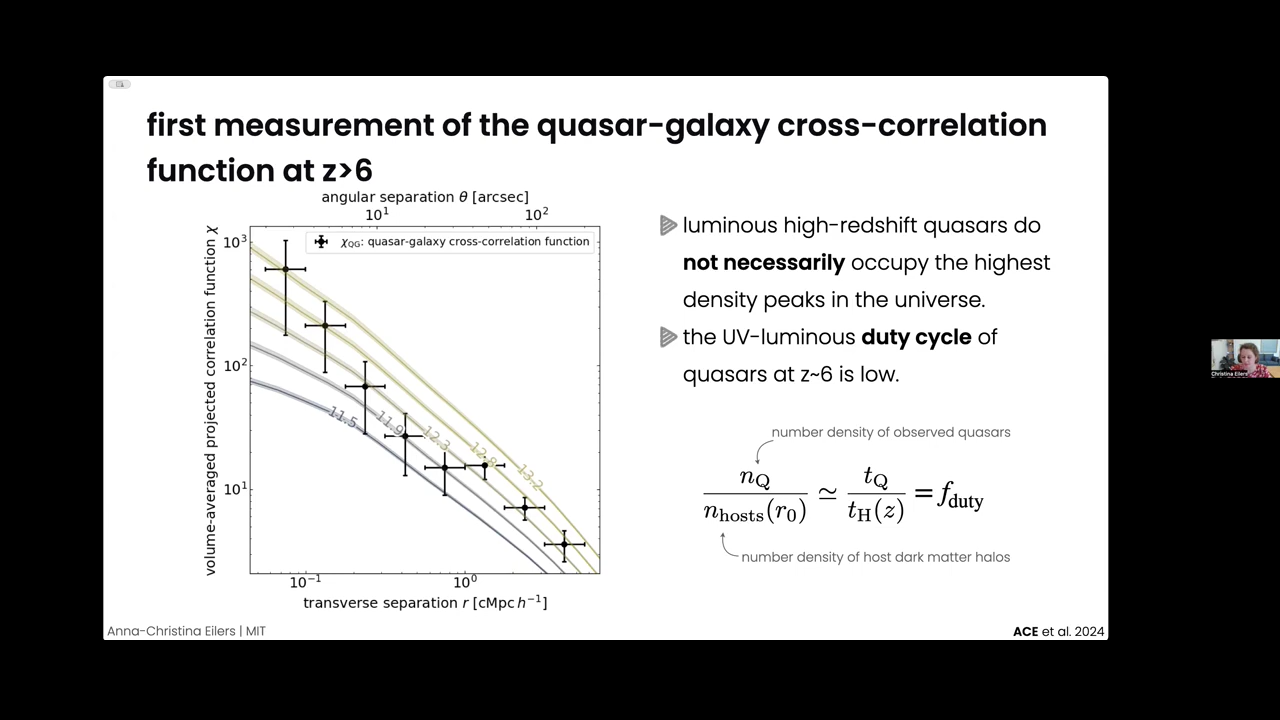 first measurement of the quasar-galaxy cross-correlation
function at z>6
angular separation θ [arcsec]
10¹ 10²
χQG: quasar-galaxy cross-correlation function
volume-averaged projected correlation function χ
10³
10²
10¹
11.5 11.9 12.3 12.8 13.2
10⁻¹ 10⁰
transverse separation r [cMpc h⁻¹]
luminous high-redshift quasars do
not necessarily occupy the highest
density peaks in the universe.
the UV-luminous duty cycle of
quasars at z~6 is low.
number density of observed quasars
nQ / nhosts(r0) ≃ tQ / tH(z) = fduty
number density of host dark matter halos
Anna-Christina Eilers | MIT
ACE et al. 2024
Christina Eilers